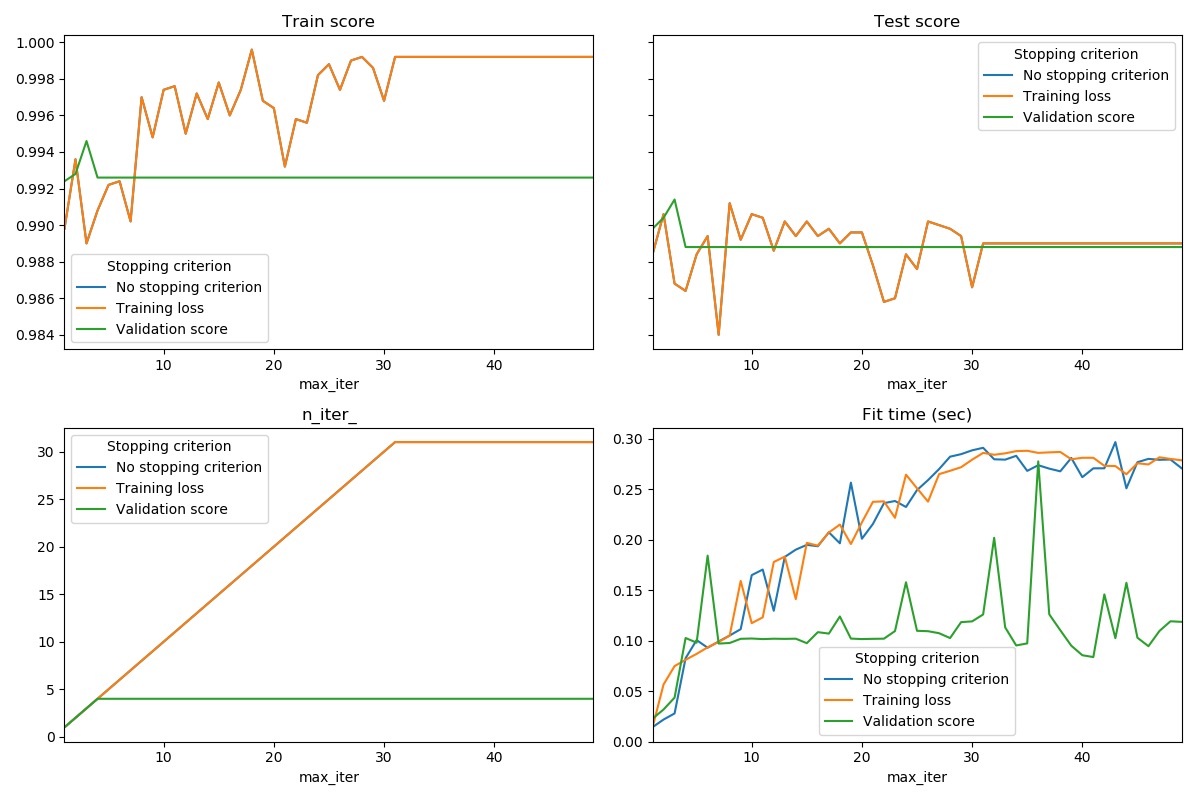 Train score
1.000
0.998
0.996
0.994
0.992
0.990
0.988
0.986
0.984
Stopping criterion
No stopping criterion
Training loss
Validation score
10
20
30
40
max_iter
Test score
Stopping criterion
No stopping criterion
Training loss
Validation score
10
20
30
40
max_iter
n_iter_
30
25
20
15
10
5
0
Stopping criterion
No stopping criterion
Training loss
Validation score
10
20
30
40
max_iter
Fit time (sec)
0.30
0.25
0.20
0.15
0.10
0.05
0.00
Stopping criterion
No stopping criterion
Training loss
Validation score
10
20
30
40
max_iter